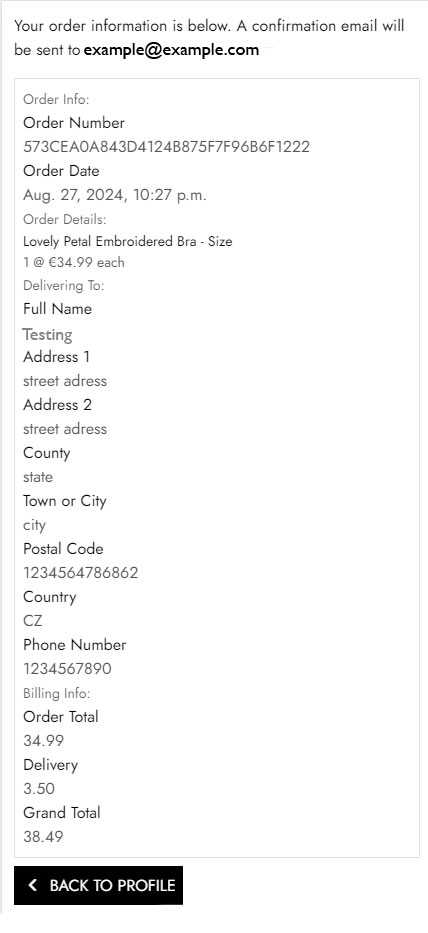 Your order information is below. A confirmation email will
be sent to example@example.com
Order Info:
Order Number
573CEA0A843D4124B875F7F96B6F1222
Order Date
Aug. 27, 2024, 10:27 p.m.
Order Details:
Lovely Petal Embroidered Bra - Size
1 @ €34.99 each
Delivering To:
Full Name
Testing
Address 1
street adress
Address 2
street adress
County
state
Town or City
city
Postal Code
1234564786862
Country
CZ
Phone Number
1234567890
Billing Info:
Order Total
34.99
Delivery
3.50
Grand Total
38.49
BACK TO PROFILE